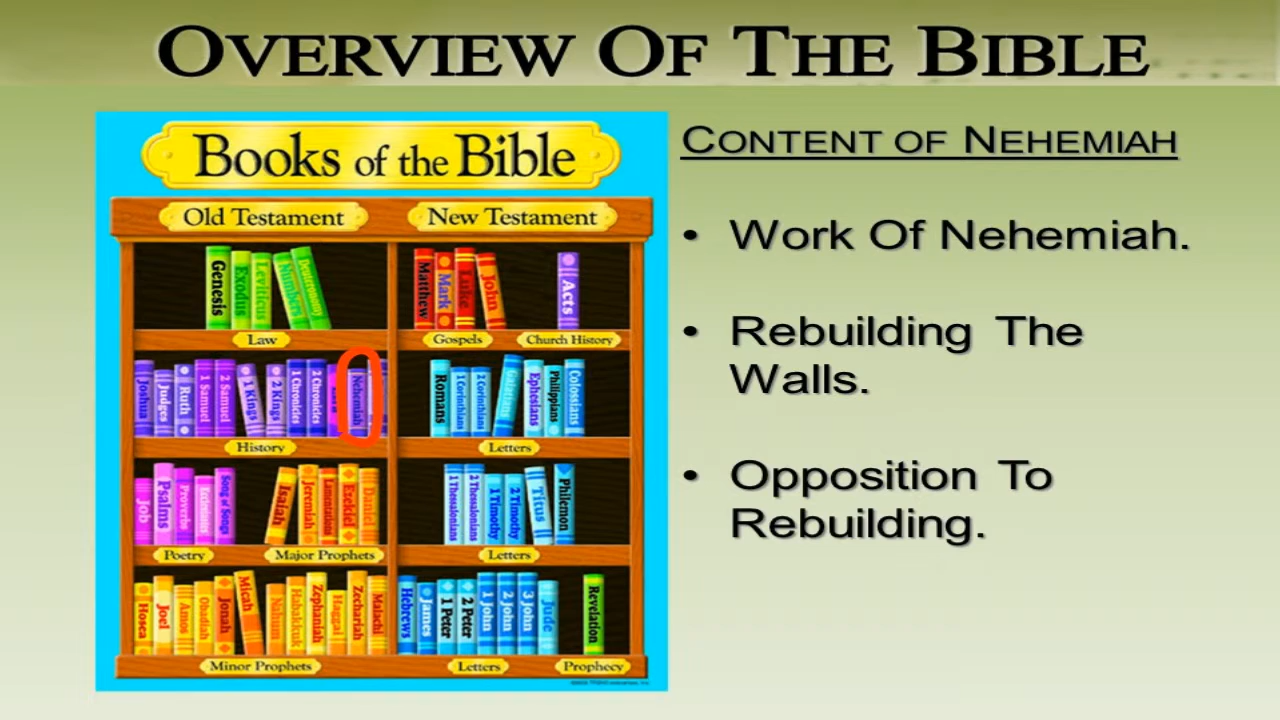 OVERVIEW OF THE BIBLE
Books of the Bible
Old Testament
New Testament
Genesis
Exodus
Leviticus
Numbers
Deuteronomy
Matthew
Mark
Luke
John
Acts
Law
Gospels
Church History
Joshua
Judges
Ruth
1 Samuel
2 Samuel
1 Kings
2 Kings
1 Chronicles
2 Chronicles
Nehemiah
Romans
1 Corinthians
2 Corinthians
Galatians
Ephesians
Philippians
Colossians
History
Letters
Job
Psalms
Proverbs
Ecclesiastes
Song of Songs
Isaiah
Jeremiah
Lamentations
Ezekiel
Daniel
1 Thessalonians
2 Thessalonians
1 Timothy
2 Timothy
Titus
Philemon
Poetry
Major Prophets
Letters
Hosea
Joel
Amos
Obadiah
Jonah
Micah
Nahum
Habakkuk
Zephaniah
Haggai
Zechariah
Malachi
Hebrews
James
1 Peter
2 Peter
1 John
2 John
3 John
Jude
Revelation
Minor Prophets
Letters
Prophecy
CONTENT OF NEHEMIAH
• Work Of Nehemiah.
• Rebuilding The
Walls.
• Opposition To
Rebuilding.